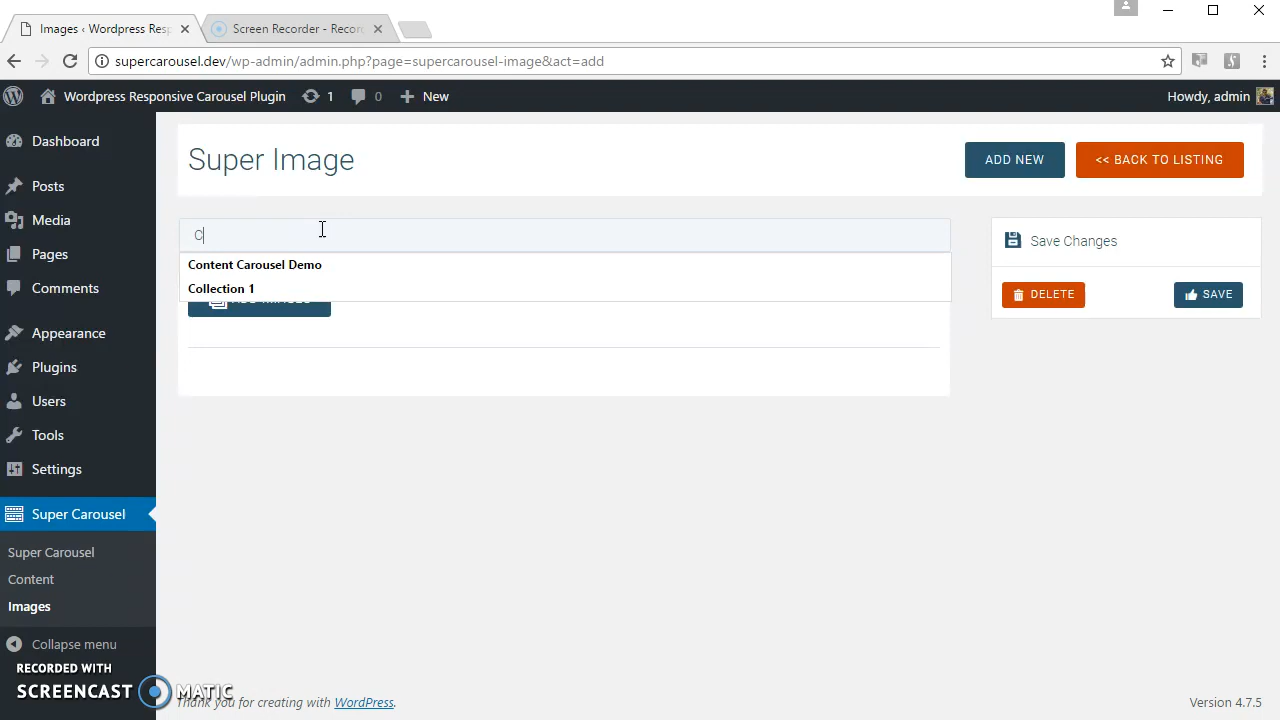 Images ‹ Wordpress Resp
Screen Recorder - Recor
supercarousel.dev/wp-admin/admin.php?page=supercarousel-image&act=add
Wordpress Responsive Carousel Plugin
1
0
New
Howdy, admin
Dashboard
Posts
Media
Pages
Comments
Appearance
Plugins
Users
Tools
Settings
Super Carousel
Super Carousel
Content
Images
Collapse menu
Super Image
ADD NEW
<< BACK TO LISTING
C
Content Carousel Demo
Collection 1
Save Changes
DELETE
SAVE
RECORDED WITH
SCREENCAST MATIC
Thank you for creating with WordPress.
Version 4.7.5